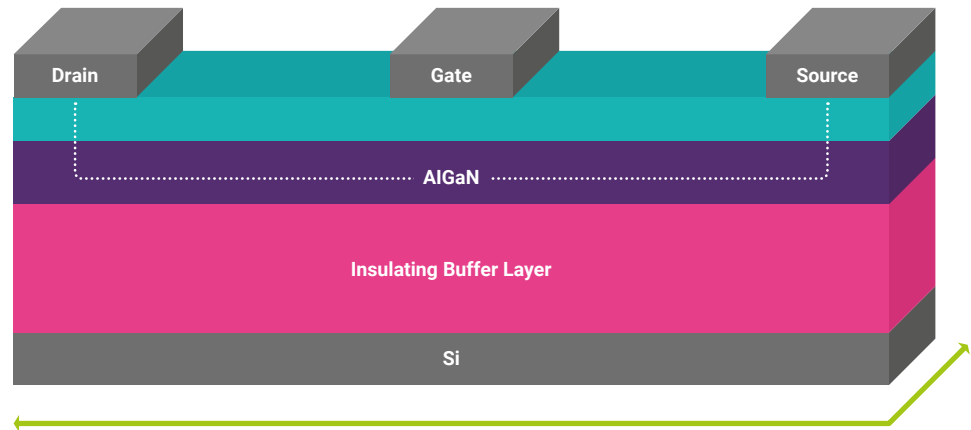 Drain
Gate
Source
AlGaN
Insulating Buffer Layer
Si